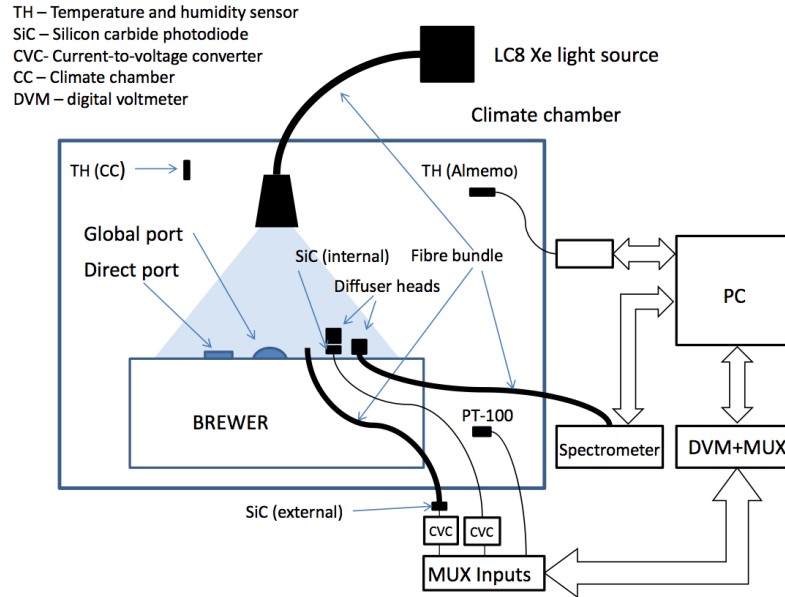 TH – Temperature and humidity sensor
SiC – Silicon carbide photodiode
CVC- Current-to-voltage converter
CC – Climate chamber
DVM – digital voltmeter
LC8 Xe light source
Climate chamber
TH (CC)
TH (Almemo)
Global port
SiC (internal)
Fibre bundle
Direct port
Diffuser heads
PC
BREWER
PT-100
Spectrometer
DVM+MUX
SiC (external)
CVC
CVC
MUX Inputs